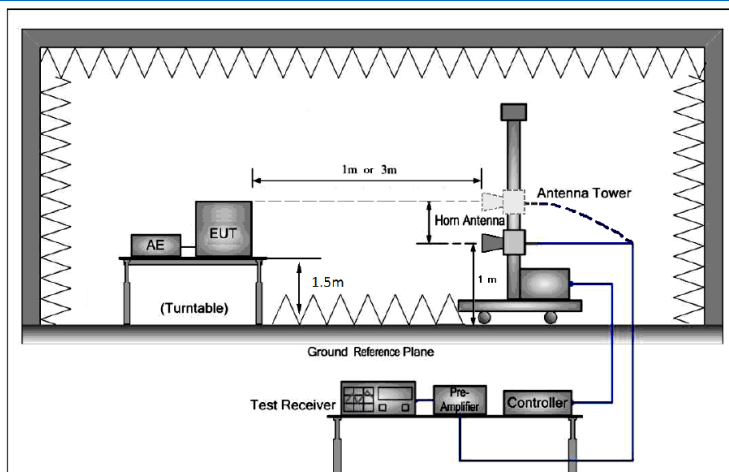 1m or 3m
Antenna Tower
Horn Antenna
AE
EUT
1.5m
1 m
(Turntable)
Ground Reference Plane
Test Receiver
Pre-
Amplifier
Controller